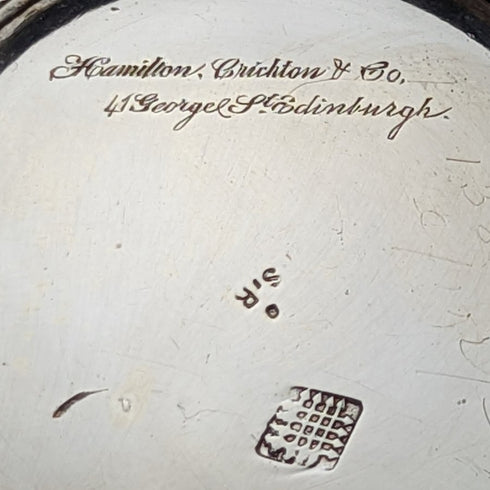 Hamilton, Crichton & Co,
41 George St. Edinburgh.
S.R